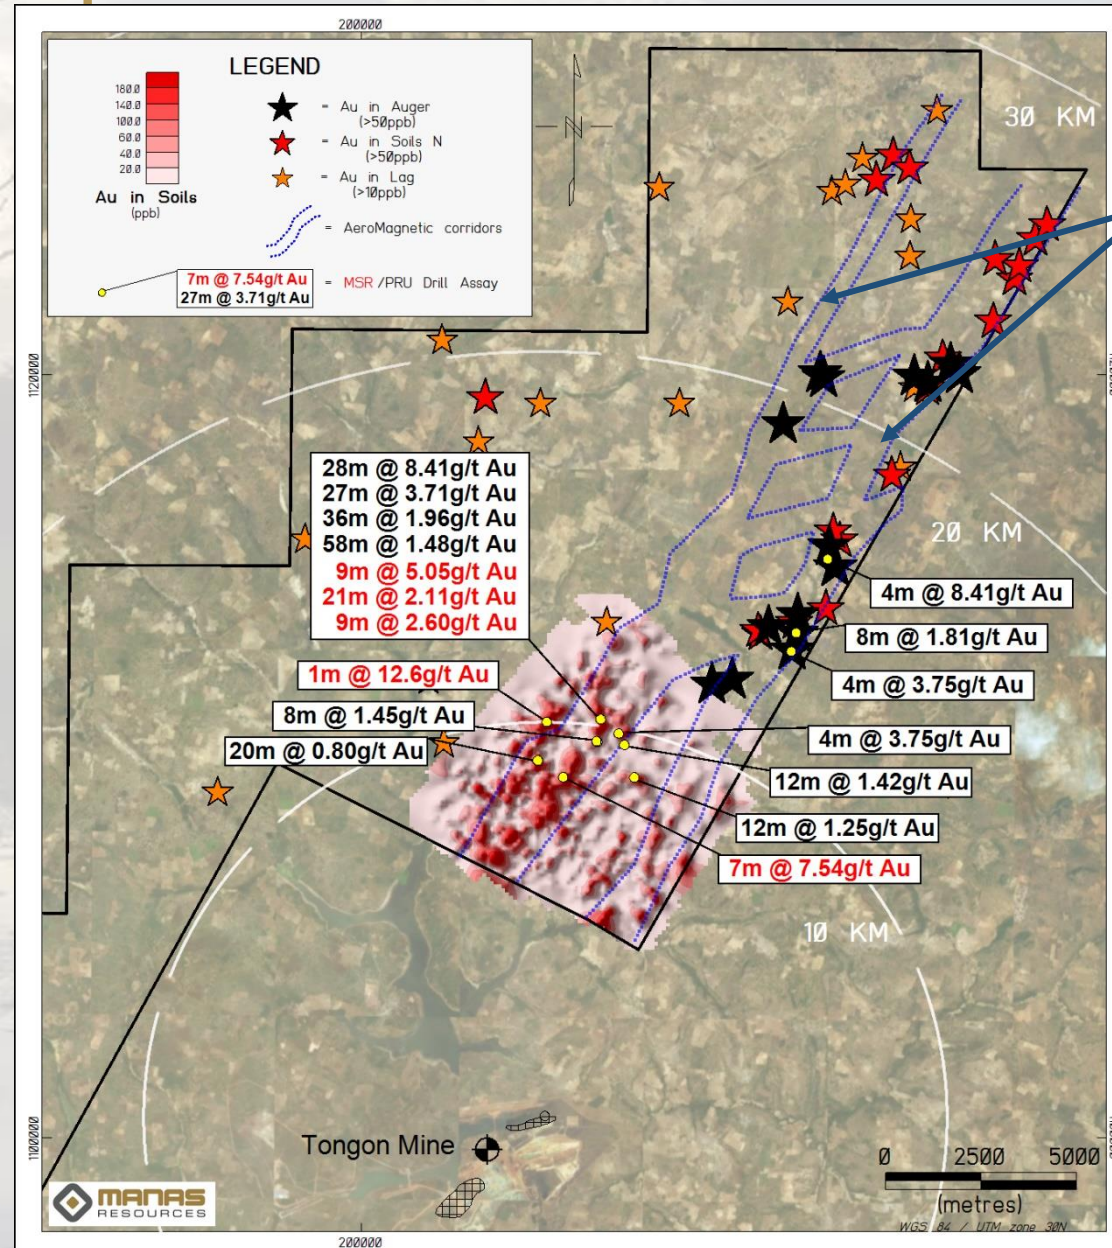 200000
LEGEND
180.0
140.0
100.0
60.0
40.0
20.0
Au in Soils
(ppb)
= Au in Auger
(>50ppb)
= Au in Soils N
(>50ppb)
= Au in Lag
(>10ppb)
= AeroMagnetic corridors
7m @ 7.54g/t Au
27m @ 3.71g/t Au
= MSR /PRU Drill Assay
N
30 KM
1120000
28m @ 8.41g/t Au
27m @ 3.71g/t Au
36m @ 1.96g/t Au
58m @ 1.48g/t Au
9m @ 5.05g/t Au
21m @ 2.11g/t Au
9m @ 2.60g/t Au
20 KM
4m @ 8.41g/t Au
8m @ 1.81g/t Au
4m @ 3.75g/t Au
1m @ 12.6g/t Au
8m @ 1.45g/t Au
20m @ 0.80g/t Au
4m @ 3.75g/t Au
12m @ 1.42g/t Au
12m @ 1.25g/t Au
7m @ 7.54g/t Au
10 KM
1100000
Tongon Mine
0 2500 5000
(metres)
WGS 84 / UTM zone 30N
MANAS
RESOURCES
200000